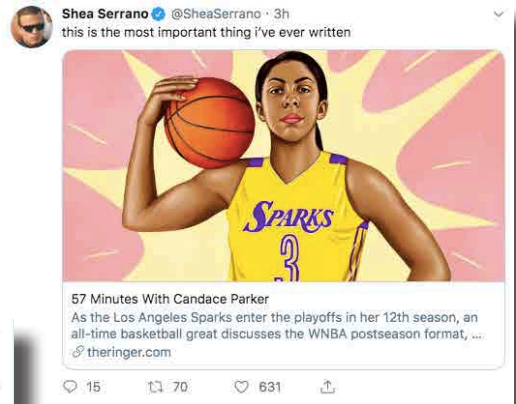 Shea Serrano @SheaSerrano · 3h
this is the most important thing i've ever written
SPARKS
3
57 Minutes With Candace Parker
As the Los Angeles Sparks enter the playoffs in her 12th season, an
all-time basketball great discusses the WNBA postseason format, ...
theringer.com
15 70 631